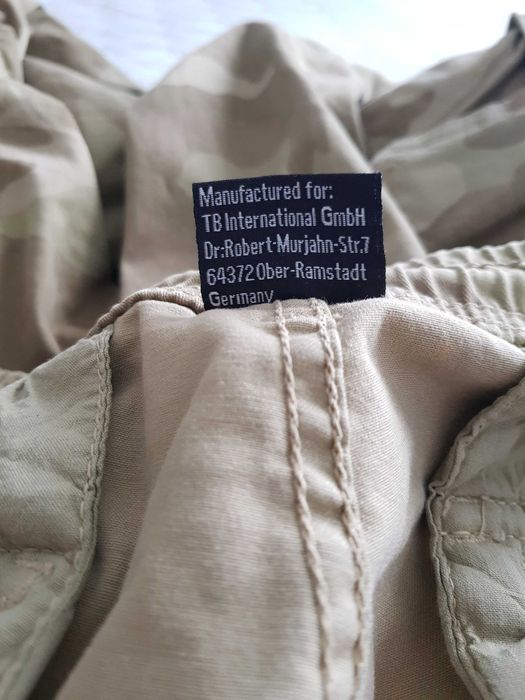 Manufactured for:
TB International GmbH
Dr.-Robert-Murjahn-Str.7
64372 Ober-Ramstadt
Germany